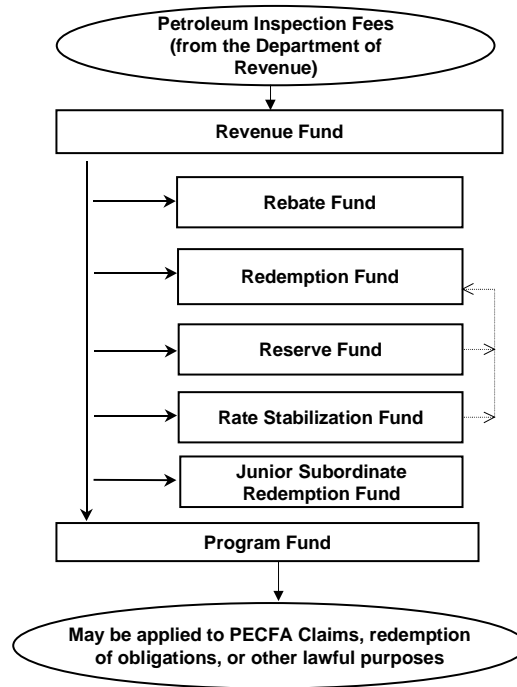 Petroleum Inspection Fees
(from the Department of
Revenue)
Revenue Fund
Rebate Fund
Redemption Fund
Reserve Fund
Rate Stabilization Fund
Junior Subordinate
Redemption Fund
Program Fund
May be applied to PECFA Claims, redemption
of obligations, or other lawful purposes